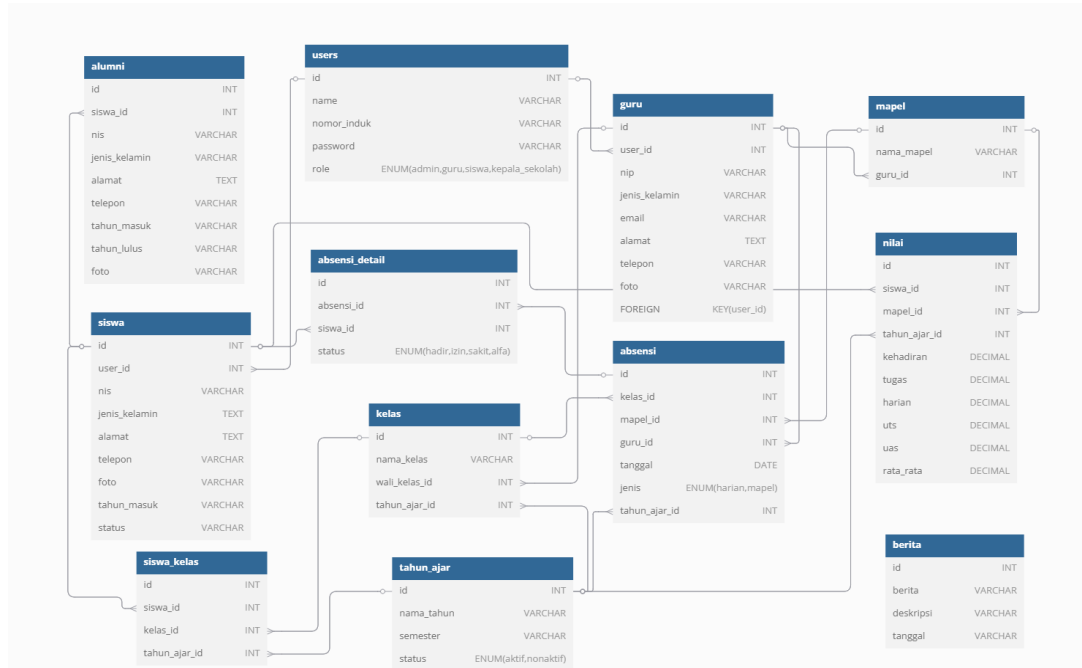 alumni
id INT
siswa_id INT
nis VARCHAR
jenis_kelamin VARCHAR
alamat TEXT
telepon VARCHAR
tahun_masuk VARCHAR
tahun_lulus VARCHAR
foto VARCHAR
users
id INT
name VARCHAR
nomor_induk VARCHAR
password VARCHAR
role ENUM(admin,guru,siswa,kepala_sekolah)
guru
id INT
user_id INT
nip VARCHAR
jenis_kelamin VARCHAR
email VARCHAR
alamat TEXT
telepon VARCHAR
foto VARCHAR
FOREIGN KEY(user_id)
mapel
id INT
nama_mapel VARCHAR
guru_id INT
absensi_detail
id INT
absensi_id INT
siswa_id INT
status ENUM(hadir,izin,sakit,alfa)
nilai
id INT
siswa_id INT
mapel_id INT
tahun_ajar_id INT
kehadiran DECIMAL
tugas DECIMAL
harian DECIMAL
uts DECIMAL
uas DECIMAL
rata_rata DECIMAL
siswa
id INT
user_id INT
nis VARCHAR
jenis_kelamin TEXT
alamat TEXT
telepon VARCHAR
foto VARCHAR
tahun_masuk VARCHAR
status VARCHAR
kelas
id INT
nama_kelas VARCHAR
wali_kelas_id INT
tahun_ajar_id INT
absensi
id INT
kelas_id INT
mapel_id INT
guru_id INT
tanggal DATE
jenis ENUM(harian,mapel)
tahun_ajar_id INT
siswa_kelas
id INT
siswa_id INT
kelas_id INT
tahun_ajar_id INT
tahun_ajar
id INT
nama_tahun VARCHAR
semester VARCHAR
status ENUM(aktif,nonaktif)
berita
id INT
berita VARCHAR
deskripsi VARCHAR
tanggal VARCHAR